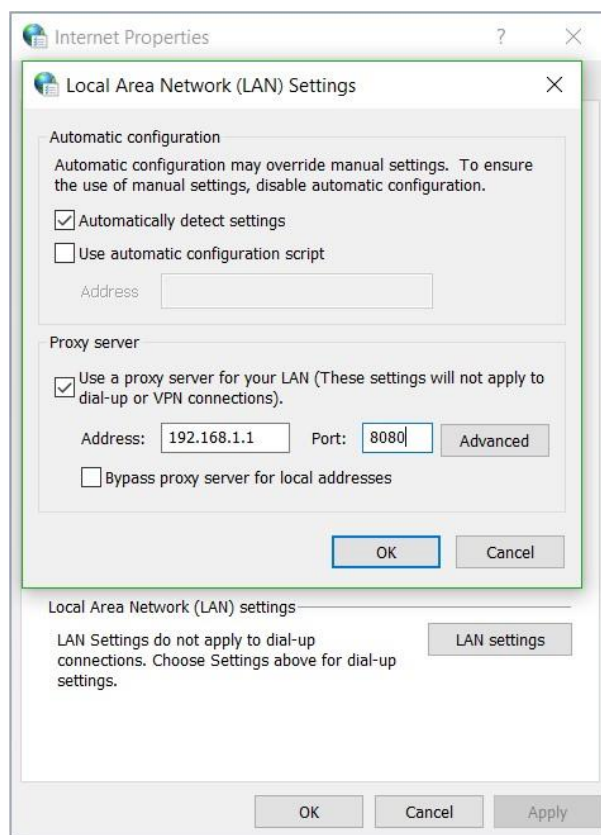 Internet Properties
Local Area Network (LAN) Settings
Automatic configuration
Automatic configuration may override manual settings. To ensure
the use of manual settings, disable automatic configuration.
Automatically detect settings
Use automatic configuration script
Address
Proxy server
Use a proxy server for your LAN (These settings will not apply to
dial-up or VPN connections).
Address: 192.168.1.1 Port: 8080 Advanced
Bypass proxy server for local addresses
OK Cancel
Local Area Network (LAN) settings
LAN Settings do not apply to dial-up
connections. Choose Settings above for dial-up
settings.
LAN settings
OK Cancel Apply